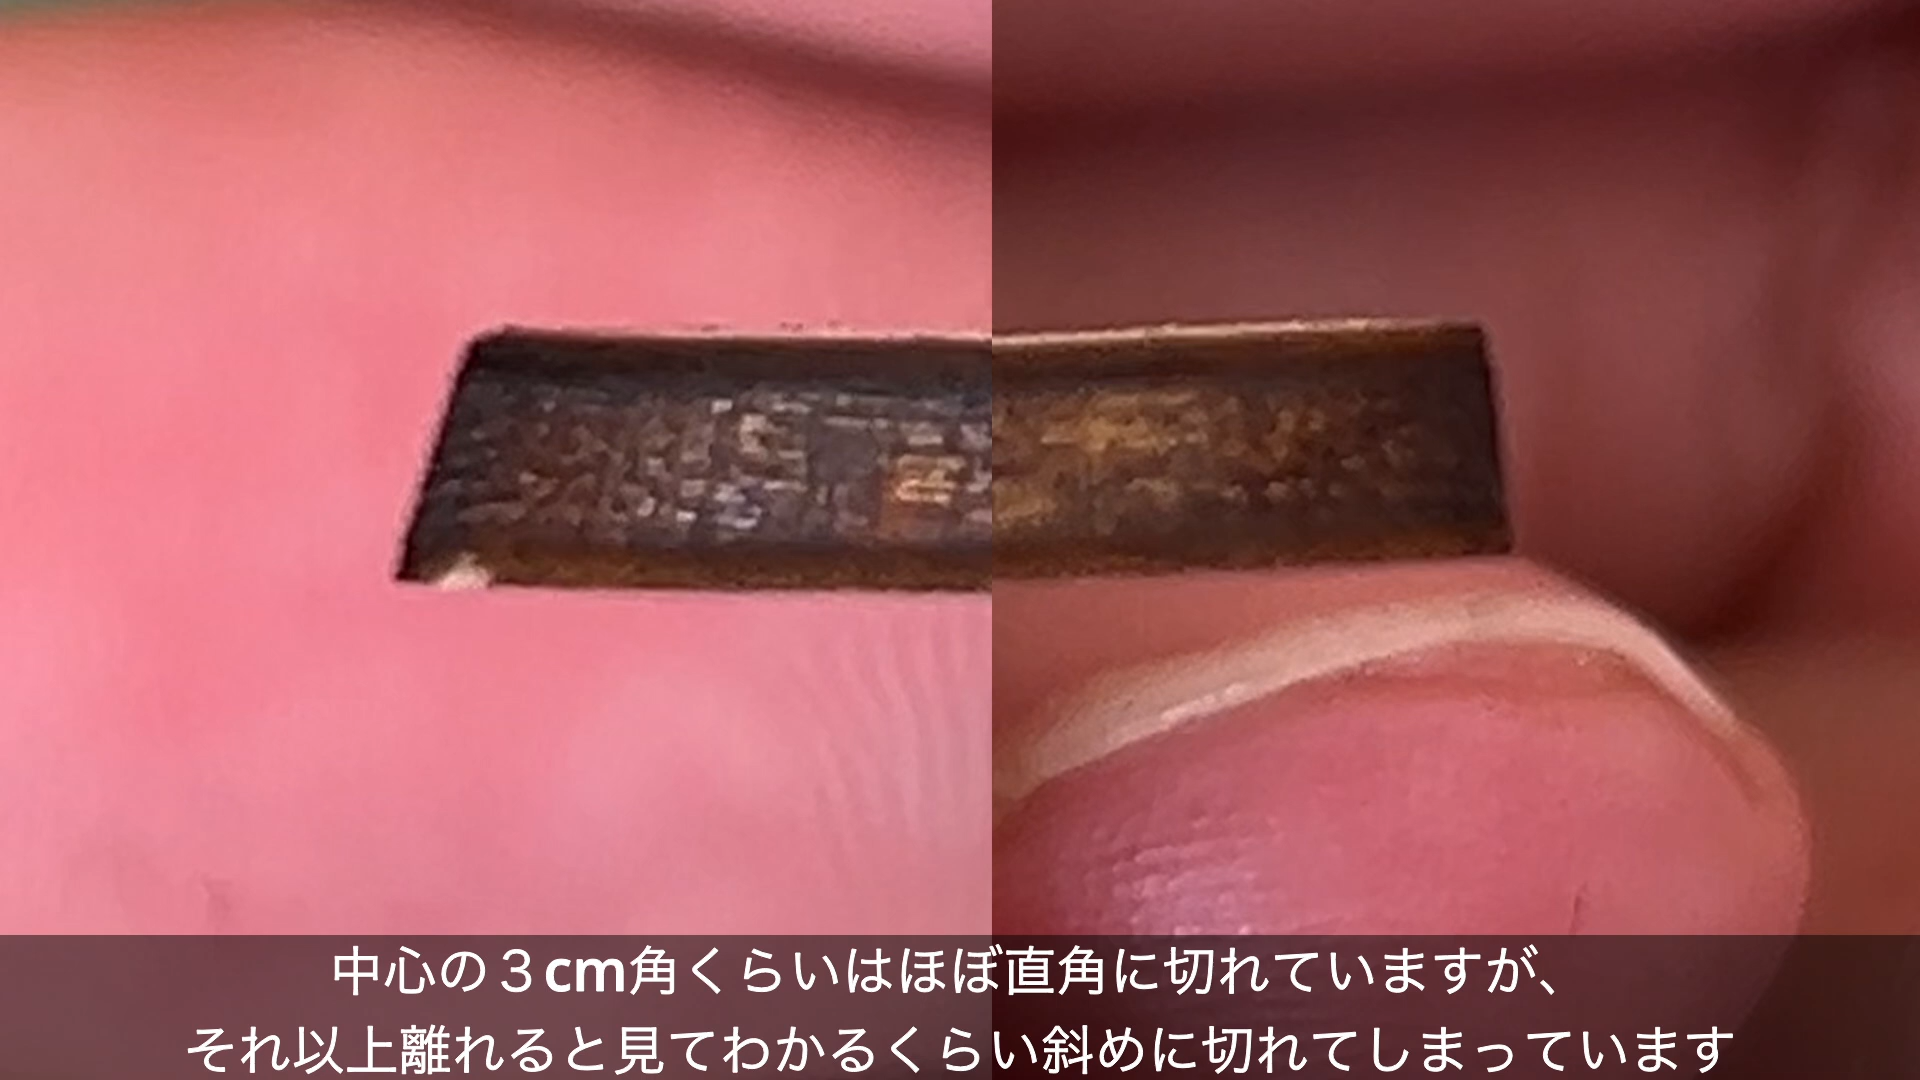 中心の３cm角くらいはほぼ直角に切れていますが、
それ以上離れると見てわかるくらい斜めに切れてしまっています